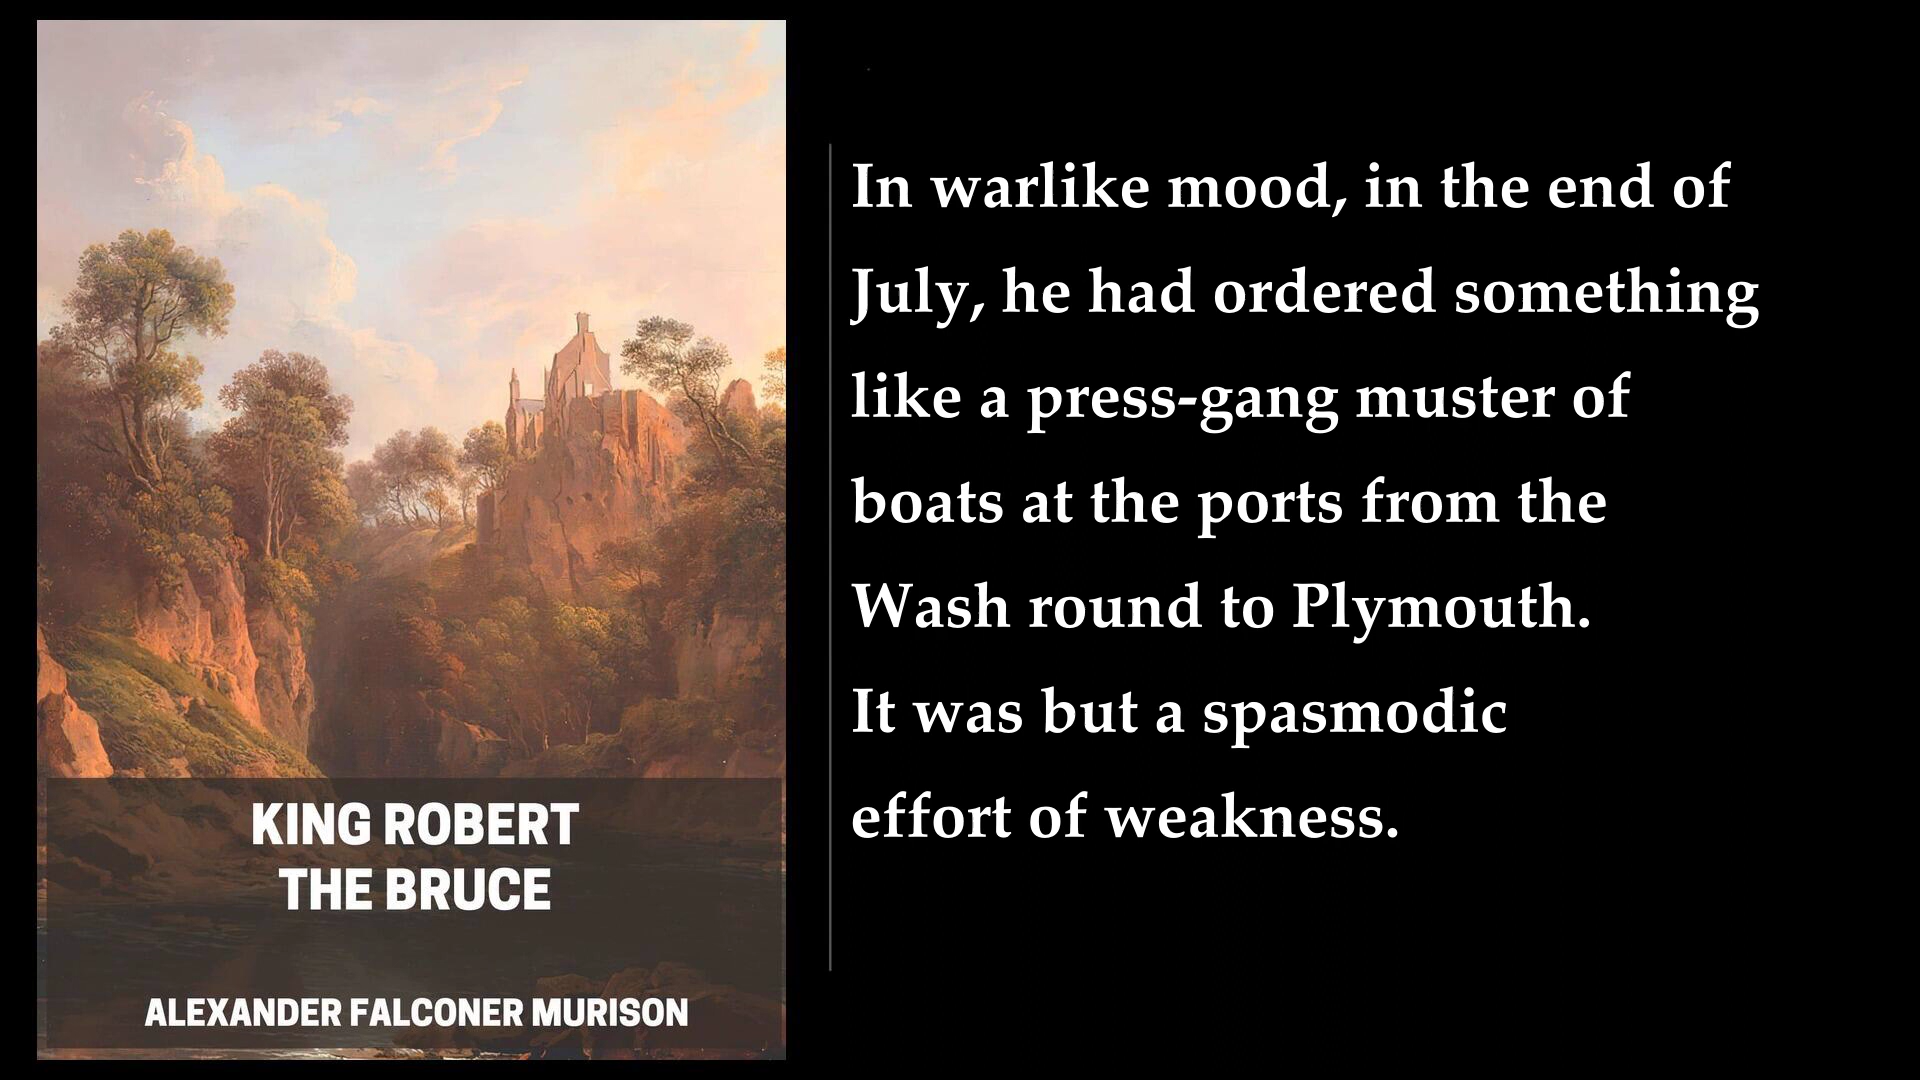 KING ROBERT
THE BRUCE
ALEXANDER FALCONER MURISON
In warlike mood, in the end of
July, he had ordered something
like a press-gang muster of
boats at the ports from the
Wash round to Plymouth.
It was but a spasmodic
effort of weakness.